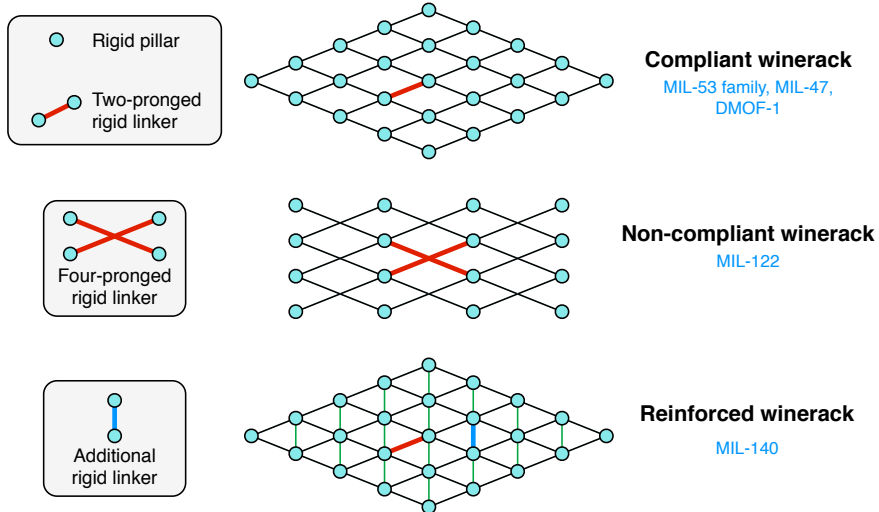 Rigid pillar
Two-pronged
rigid linker
Compliant winerack
MIL-53 family, MIL-47,
DMOF-1
Four-pronged
rigid linker
Non-compliant winerack
MIL-122
Additional
rigid linker
Reinforced winerack
MIL-140